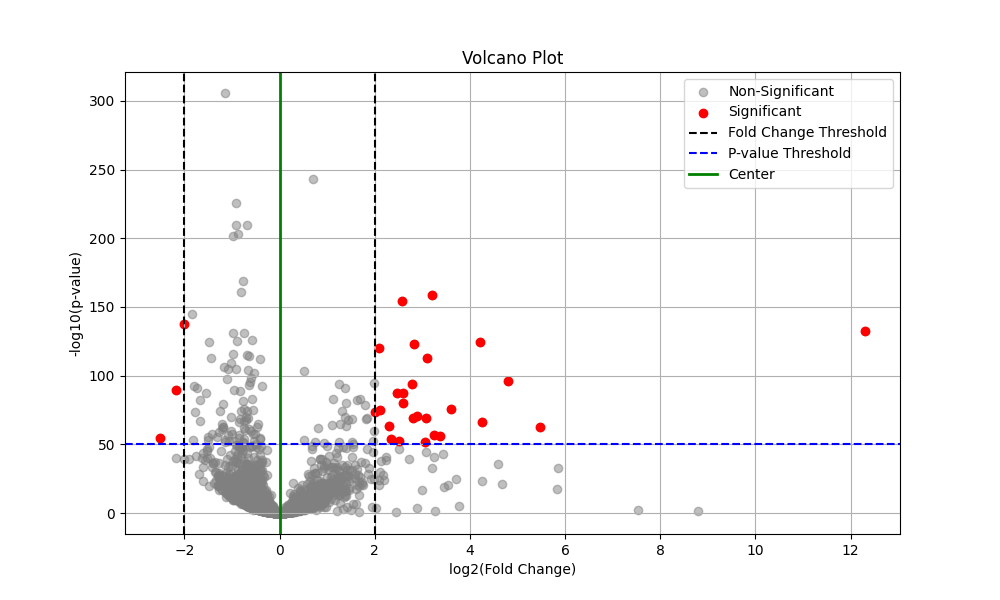 Volcano Plot
Non-Significant
Significant
Fold Change Threshold
P-value Threshold
Center
300
250
200
150
100
50
0
-log10(p-value)
−2 0 2 4 6 8 10 12
log2(Fold Change)